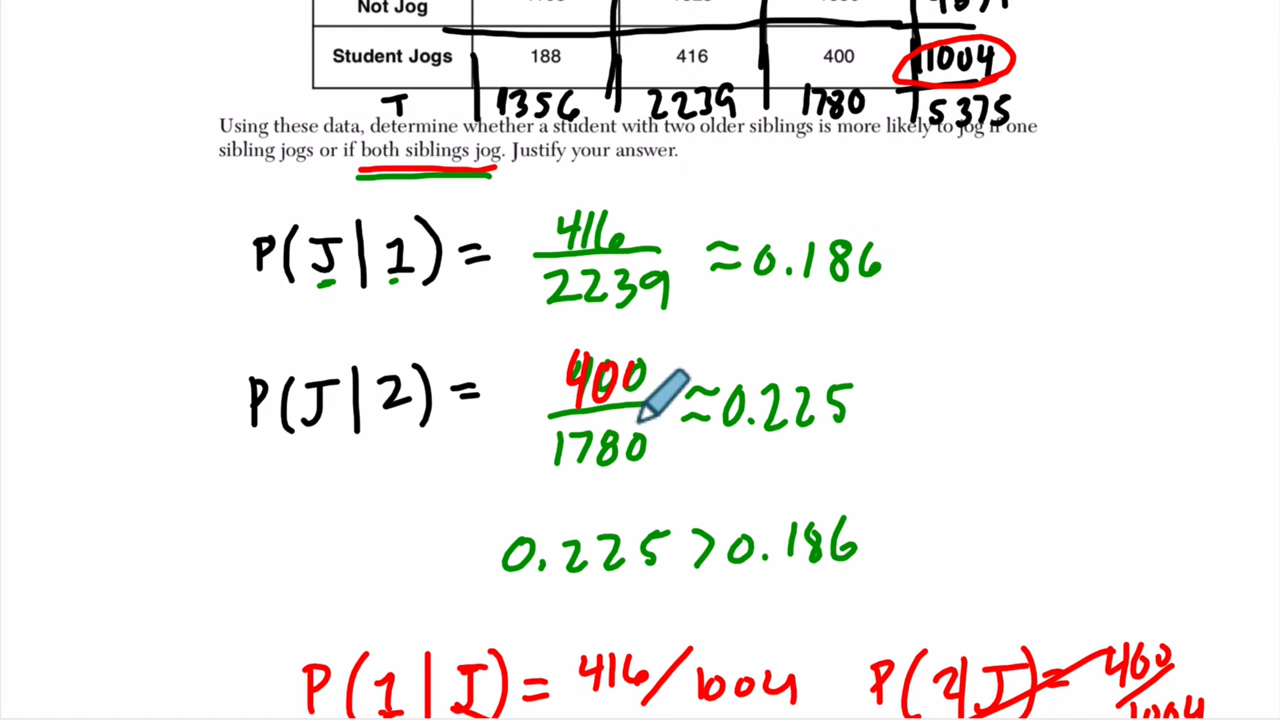 Not Jog
Student Jogs 188 416 400 1004
T 1356 2239 1780 5375
Using these data, determine whether a student with two older siblings is more likely to jog if one
sibling jogs or if both siblings jog. Justify your answer.
P(J|1) = 416/2239 ≈ 0.186
P(J|2) = 400/1780 ≈ 0.225
0.225 > 0.186
P(1|J) = 416/1004 P(2|J) = 400/1004